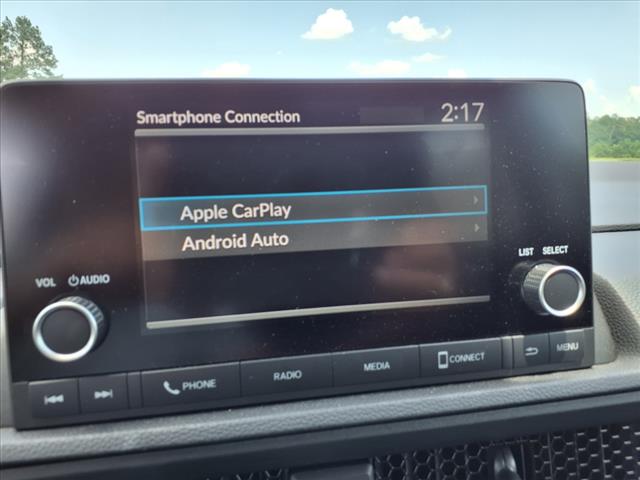 Smartphone Connection 2:17
Apple CarPlay
Android Auto
VOL AUDIO
LIST SELECT
PHONE RADIO MEDIA CONNECT MENU